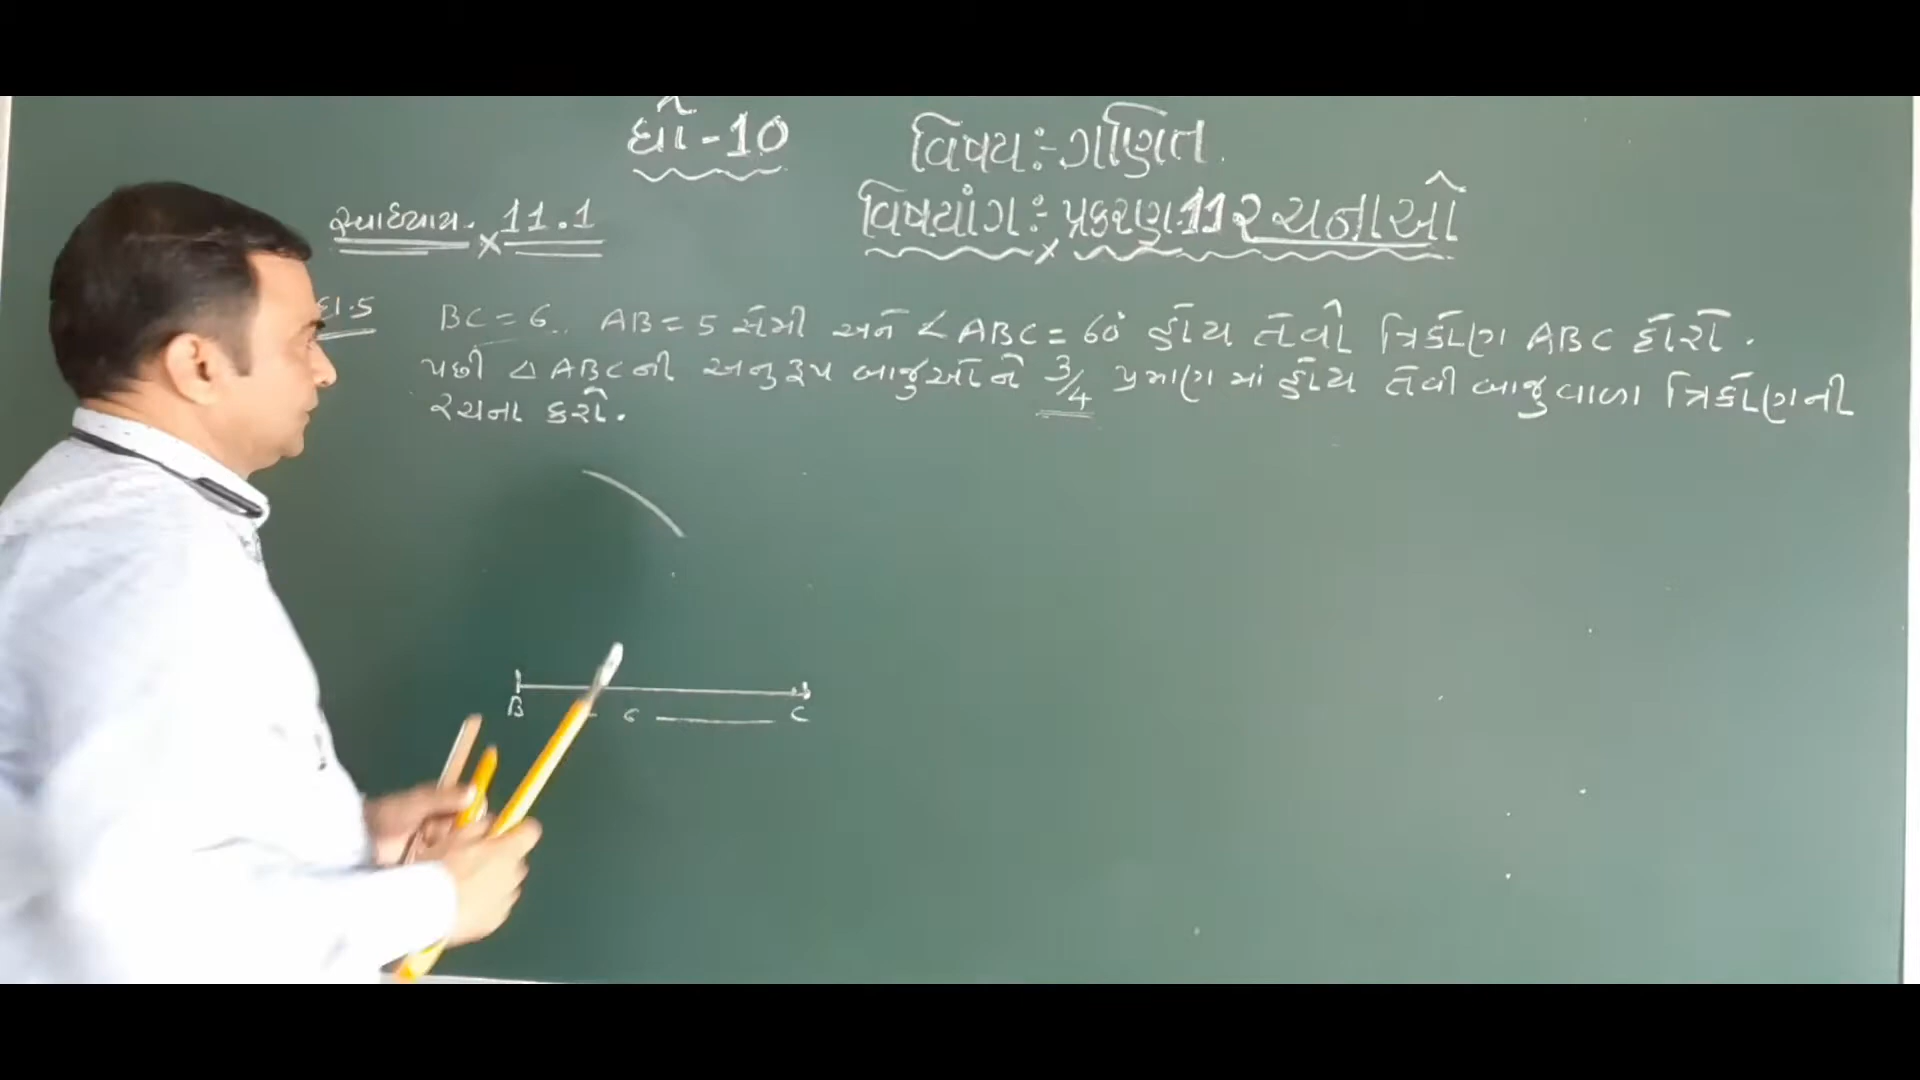 ધો-10
વિષય:- ગણિત.
વિષયાંગ:- પ્રકરણ.11 રચનાઓ
સ્વાધ્યાય. 11.1
દા.5 BC = 6.. AB = 5 સેમી અને < ABC = 60° હોય તેવો ત્રિકોણ ABC દોરો.
પછી △ ABC ની અનુરૂપ બાજુઓને 3/4 પ્રમાણ માં હોય તેવી બાજુવાળા ત્રિકોણની
રચના કરો.
B 6 C